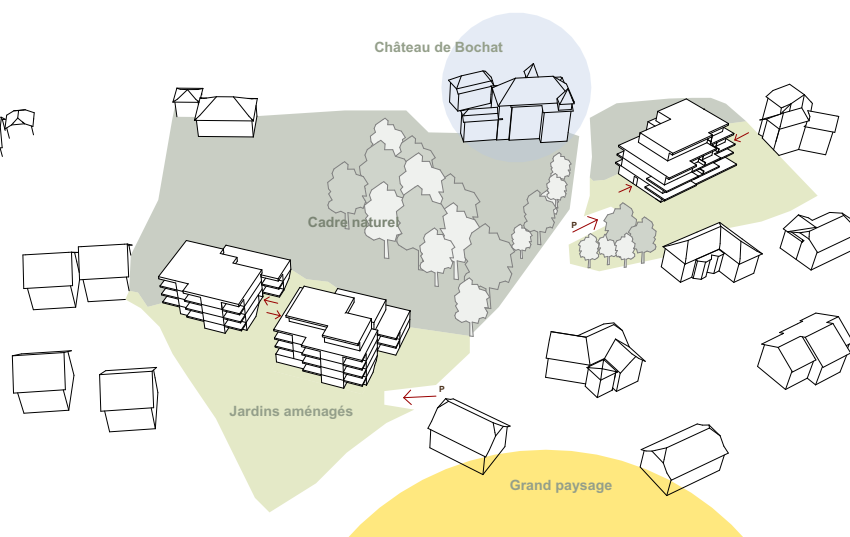 Château de Bochat
Cadre naturel
P
P
Jardins aménagés
Grand paysage